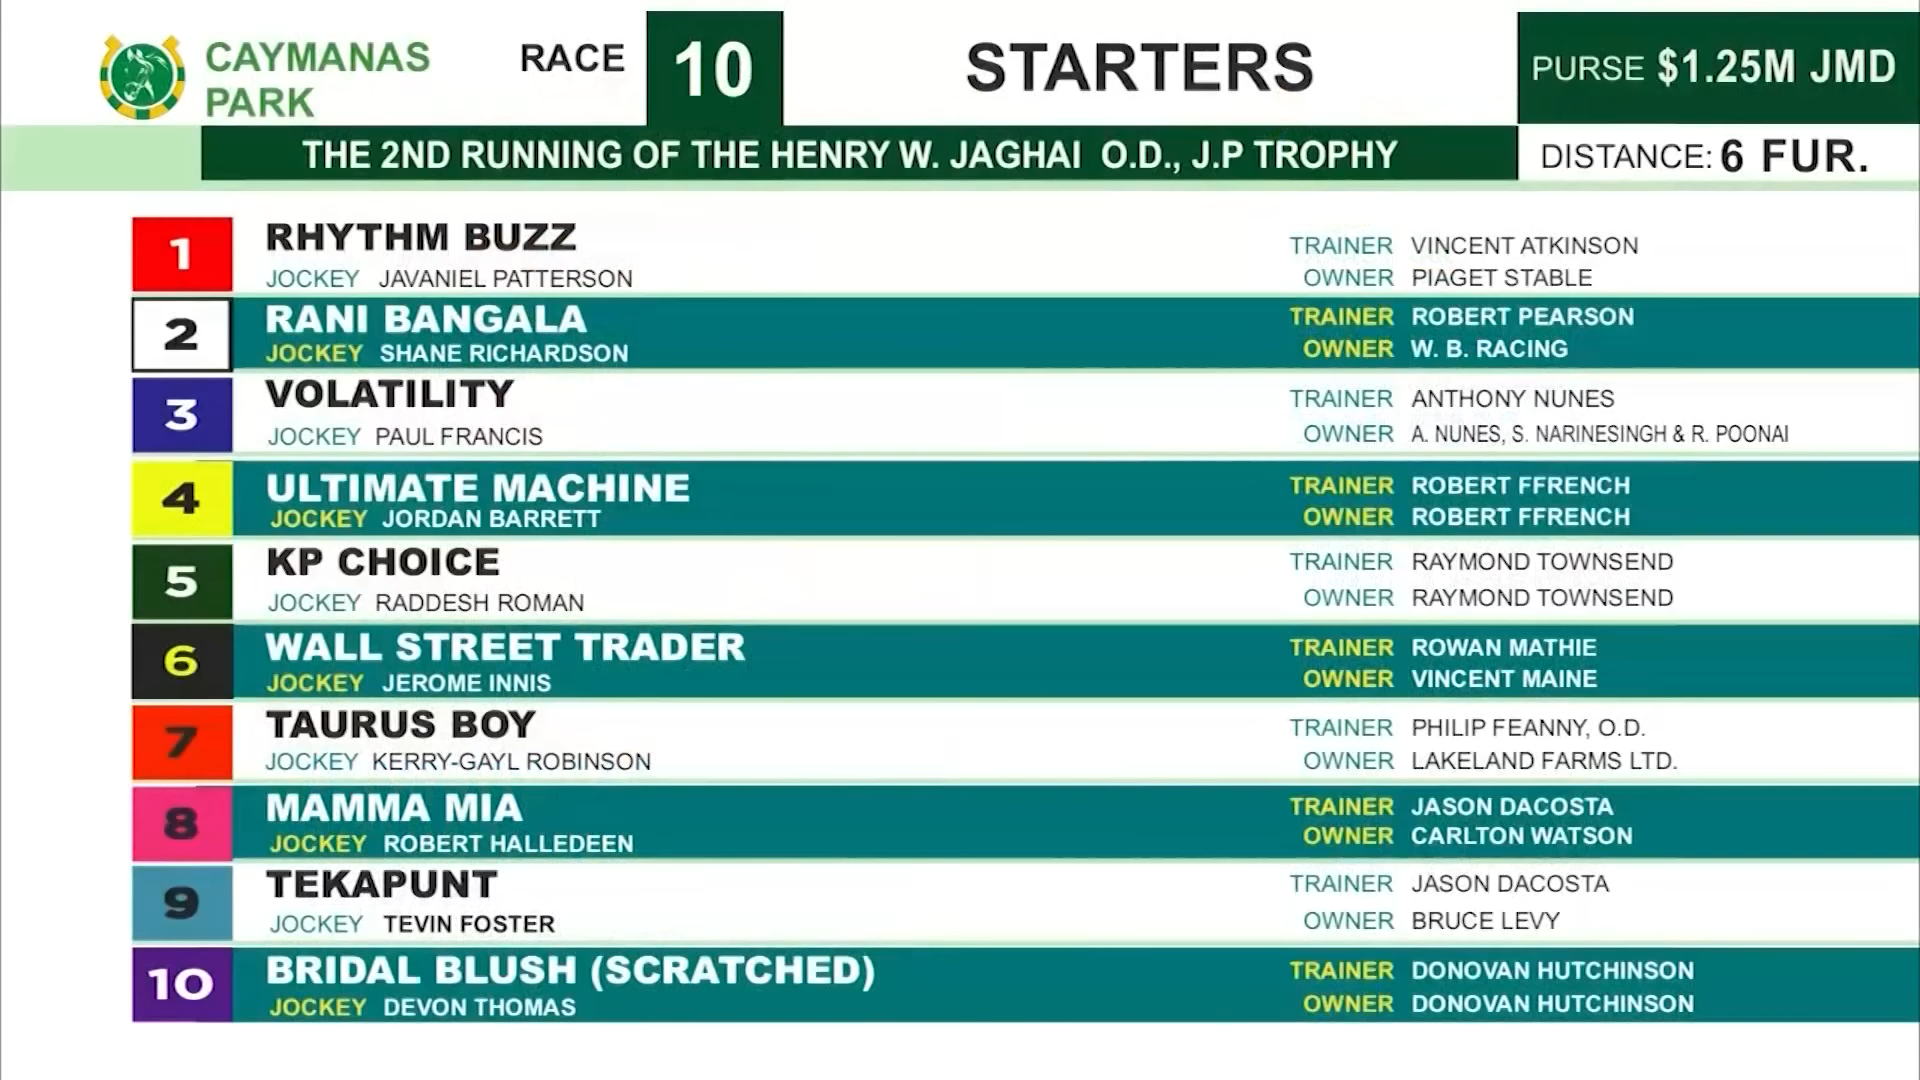 CAYMANAS
PARK
RACE 10
STARTERS
PURSE $1.25M JMD
THE 2ND RUNNING OF THE HENRY W. JAGHAI O.D., J.P TROPHY
DISTANCE: 6 FUR.
1 RHYTHM BUZZ
JOCKEY JAVANIEL PATTERSON
TRAINER VINCENT ATKINSON
OWNER PIAGET STABLE
2 RANI BANGALA
JOCKEY SHANE RICHARDSON
TRAINER ROBERT PEARSON
OWNER W. B. RACING
3 VOLATILITY
JOCKEY PAUL FRANCIS
TRAINER ANTHONY NUNES
OWNER A. NUNES, S. NARINESINGH & R. POONAI
4 ULTIMATE MACHINE
JOCKEY JORDAN BARRETT
TRAINER ROBERT FFRENCH
OWNER ROBERT FFRENCH
5 KP CHOICE
JOCKEY RADDESH ROMAN
TRAINER RAYMOND TOWNSEND
OWNER RAYMOND TOWNSEND
6 WALL STREET TRADER
JOCKEY JEROME INNIS
TRAINER ROWAN MATHIE
OWNER VINCENT MAINE
7 TAURUS BOY
JOCKEY KERRY-GAYL ROBINSON
TRAINER PHILIP FEANNY, O.D.
OWNER LAKELAND FARMS LTD.
8 MAMMA MIA
JOCKEY ROBERT HALLEDEEN
TRAINER JASON DACOSTA
OWNER CARLTON WATSON
9 TEKAPUNT
JOCKEY TEVIN FOSTER
TRAINER JASON DACOSTA
OWNER BRUCE LEVY
10 BRIDAL BLUSH (SCRATCHED)
JOCKEY DEVON THOMAS
TRAINER DONOVAN HUTCHINSON
OWNER DONOVAN HUTCHINSON